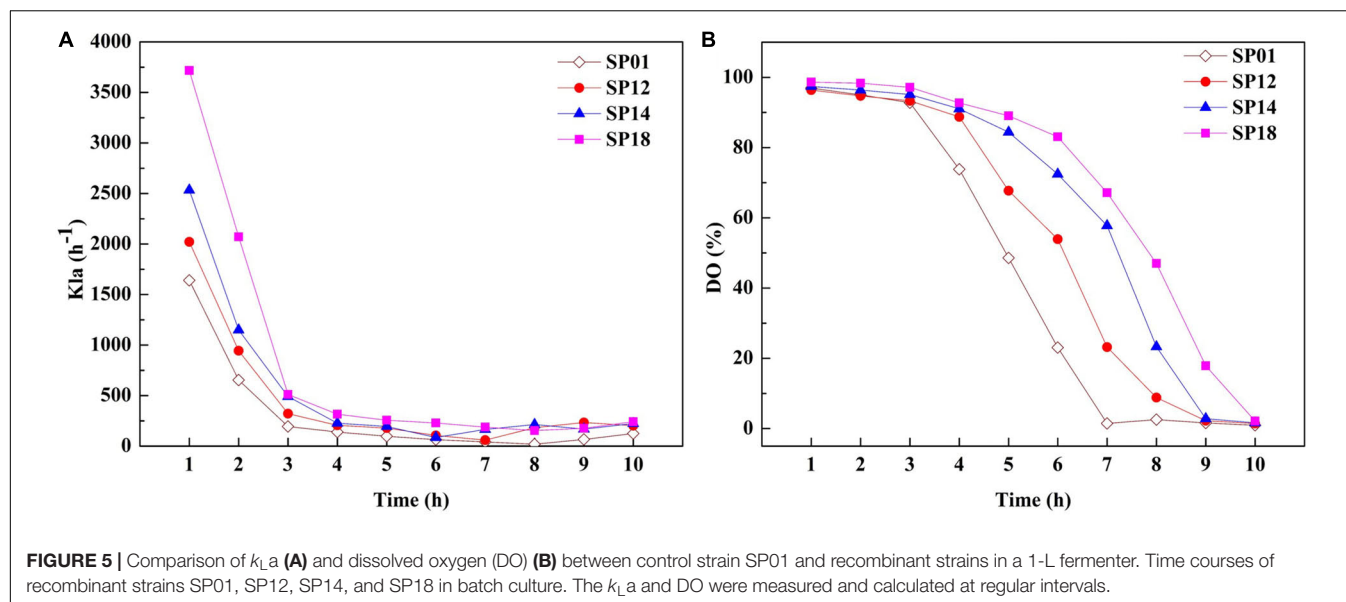 A
4000
3500
3000
2500
2000
1500
1000
500
0
Kla (h⁻¹)
1 2 3 4 5 6 7 8 9 10
Time (h)
SP01
SP12
SP14
SP18
B
100
80
60
40
20
0
DO (%)
1 2 3 4 5 6 7 8 9 10
Time (h)
SP01
SP12
SP14
SP18
FIGURE 5 | Comparison of kLa (A) and dissolved oxygen (DO) (B) between control strain SP01 and recombinant strains in a 1-L fermenter. Time courses of
recombinant strains SP01, SP12, SP14, and SP18 in batch culture. The kLa and DO were measured and calculated at regular intervals.